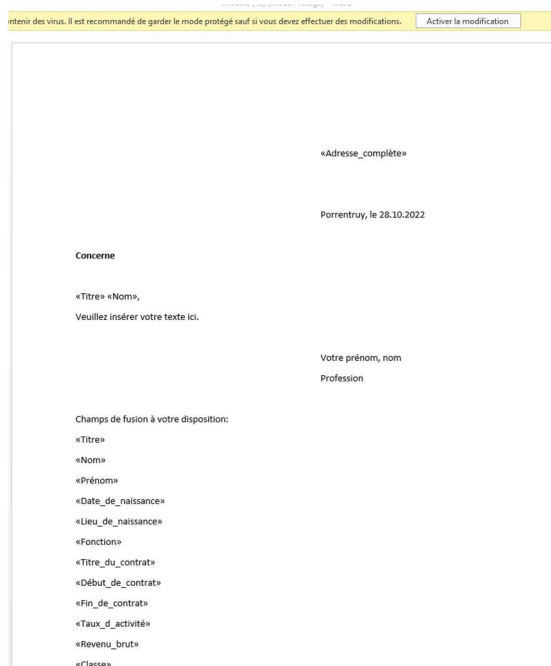 ontenir des virus. Il est recommandé de garder le mode protégé sauf si vous devez effectuer des modifications. Activer la modification
«Adresse_complète»
Porrentruy, le 28.10.2022
Concerne
«Titre» «Nom»,
Veuillez insérer votre texte ici.
Votre prénom, nom
Profession
Champs de fusion à votre disposition:
«Titre»
«Nom»
«Prénom»
«Date_de_naissance»
«Lieu_de_naissance»
«Fonction»
«Titre_du_contrat»
«Début_de_contrat»
«Fin_de_contrat»
«Taux_d_activité»
«Revenu_brut»
«Classe»